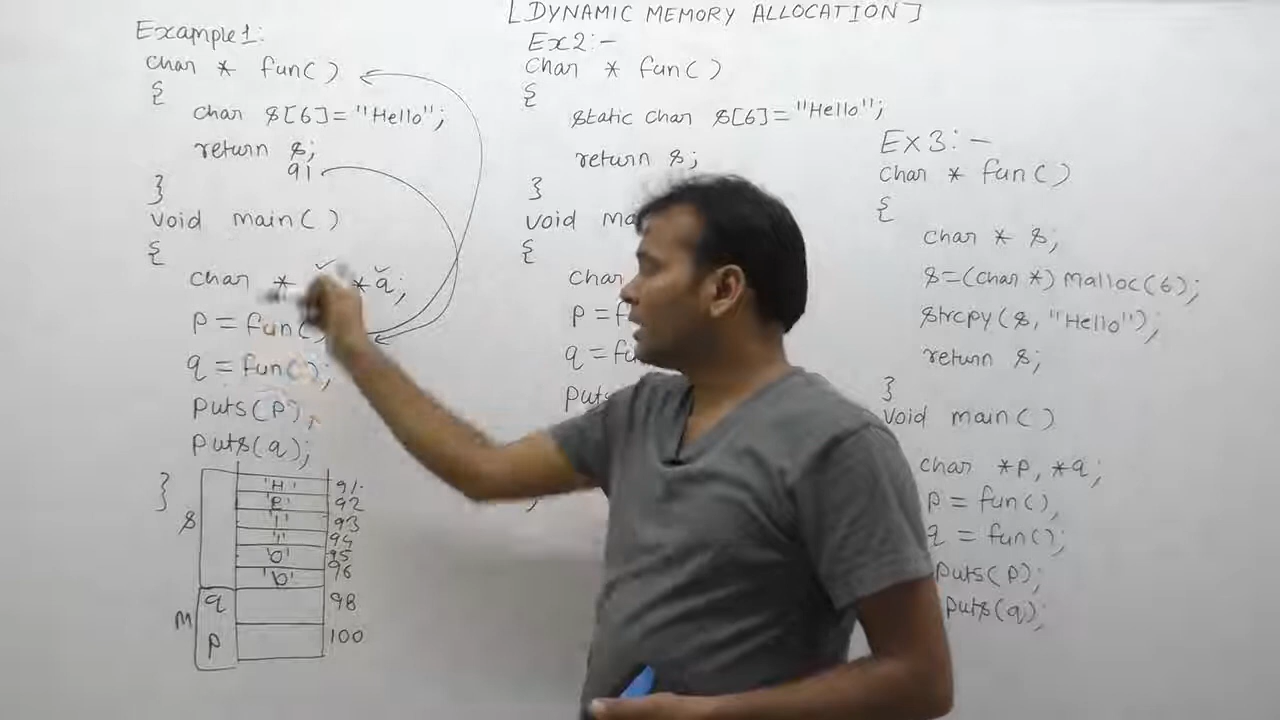 [DYNAMIC MEMORY ALLOCATION]
Example1:
char * fun()
{
char s[6]="Hello";
return s;
91
}
void main()
{
char * *q;
p=fun()
q=fun();
puts(p);
puts(q);
}
s
'H' 91
'e' 92
'l' 93
'l' 94
'o' 95
'\0' 96
q 98
M
p 100
Ex2:-
char * fun()
{
static char s[6]="Hello";
return s;
}
void
{
char
p=
q=
puts
Ex3:-
char * fun()
{
char * s;
s=(char *) Malloc(6);
strcpy(s, "Hello");
return s;
}
void main()
char *p, *q;
p=fun(),
q=fun();
puts(p);
puts(q);